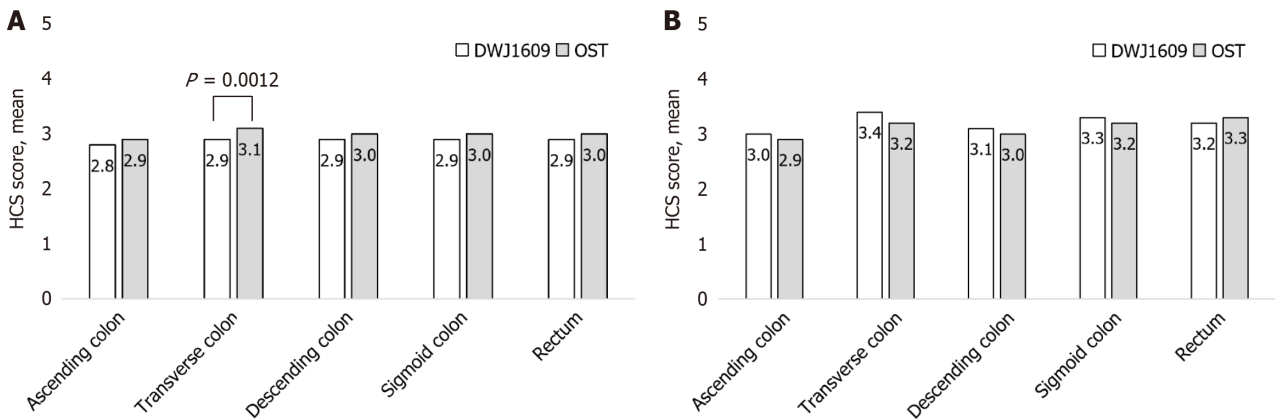 A
HCS score, mean
5
4
3
2
1
0
DWJ1609 OST
P = 0.0012
2.8 2.9 2.9 3.1 2.9 3.0 2.9 3.0 2.9 3.0
Ascending colon
Transverse colon
Descending colon
Sigmoid colon
Rectum
B
HCS score, mean
5
4
3
2
1
0
DWJ1609 OST
3.0 2.9 3.4 3.2 3.1 3.0 3.3 3.2 3.2 3.3
Ascending colon
Transverse colon
Descending colon
Sigmoid colon
Rectum